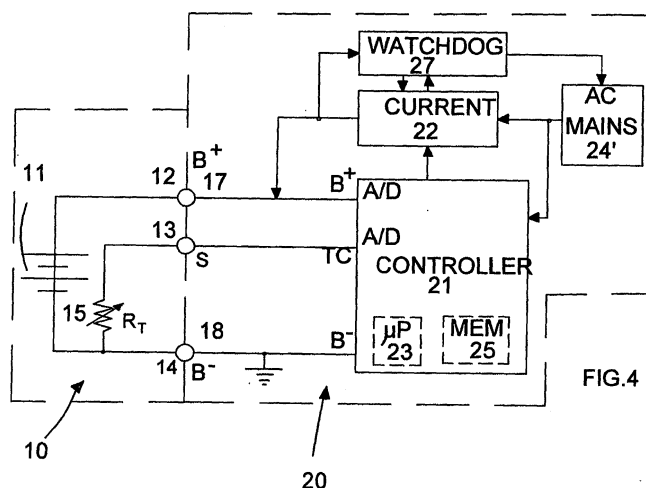 WATCHDOG
27
CURRENT
22
AC
MAINS
24'
11
12
B+
17
B+
A/D
13
S
A/D
TC
CONTROLLER
21
15
RT
18
14
B-
B-
µP
23
MEM
25
FIG.4
10
20